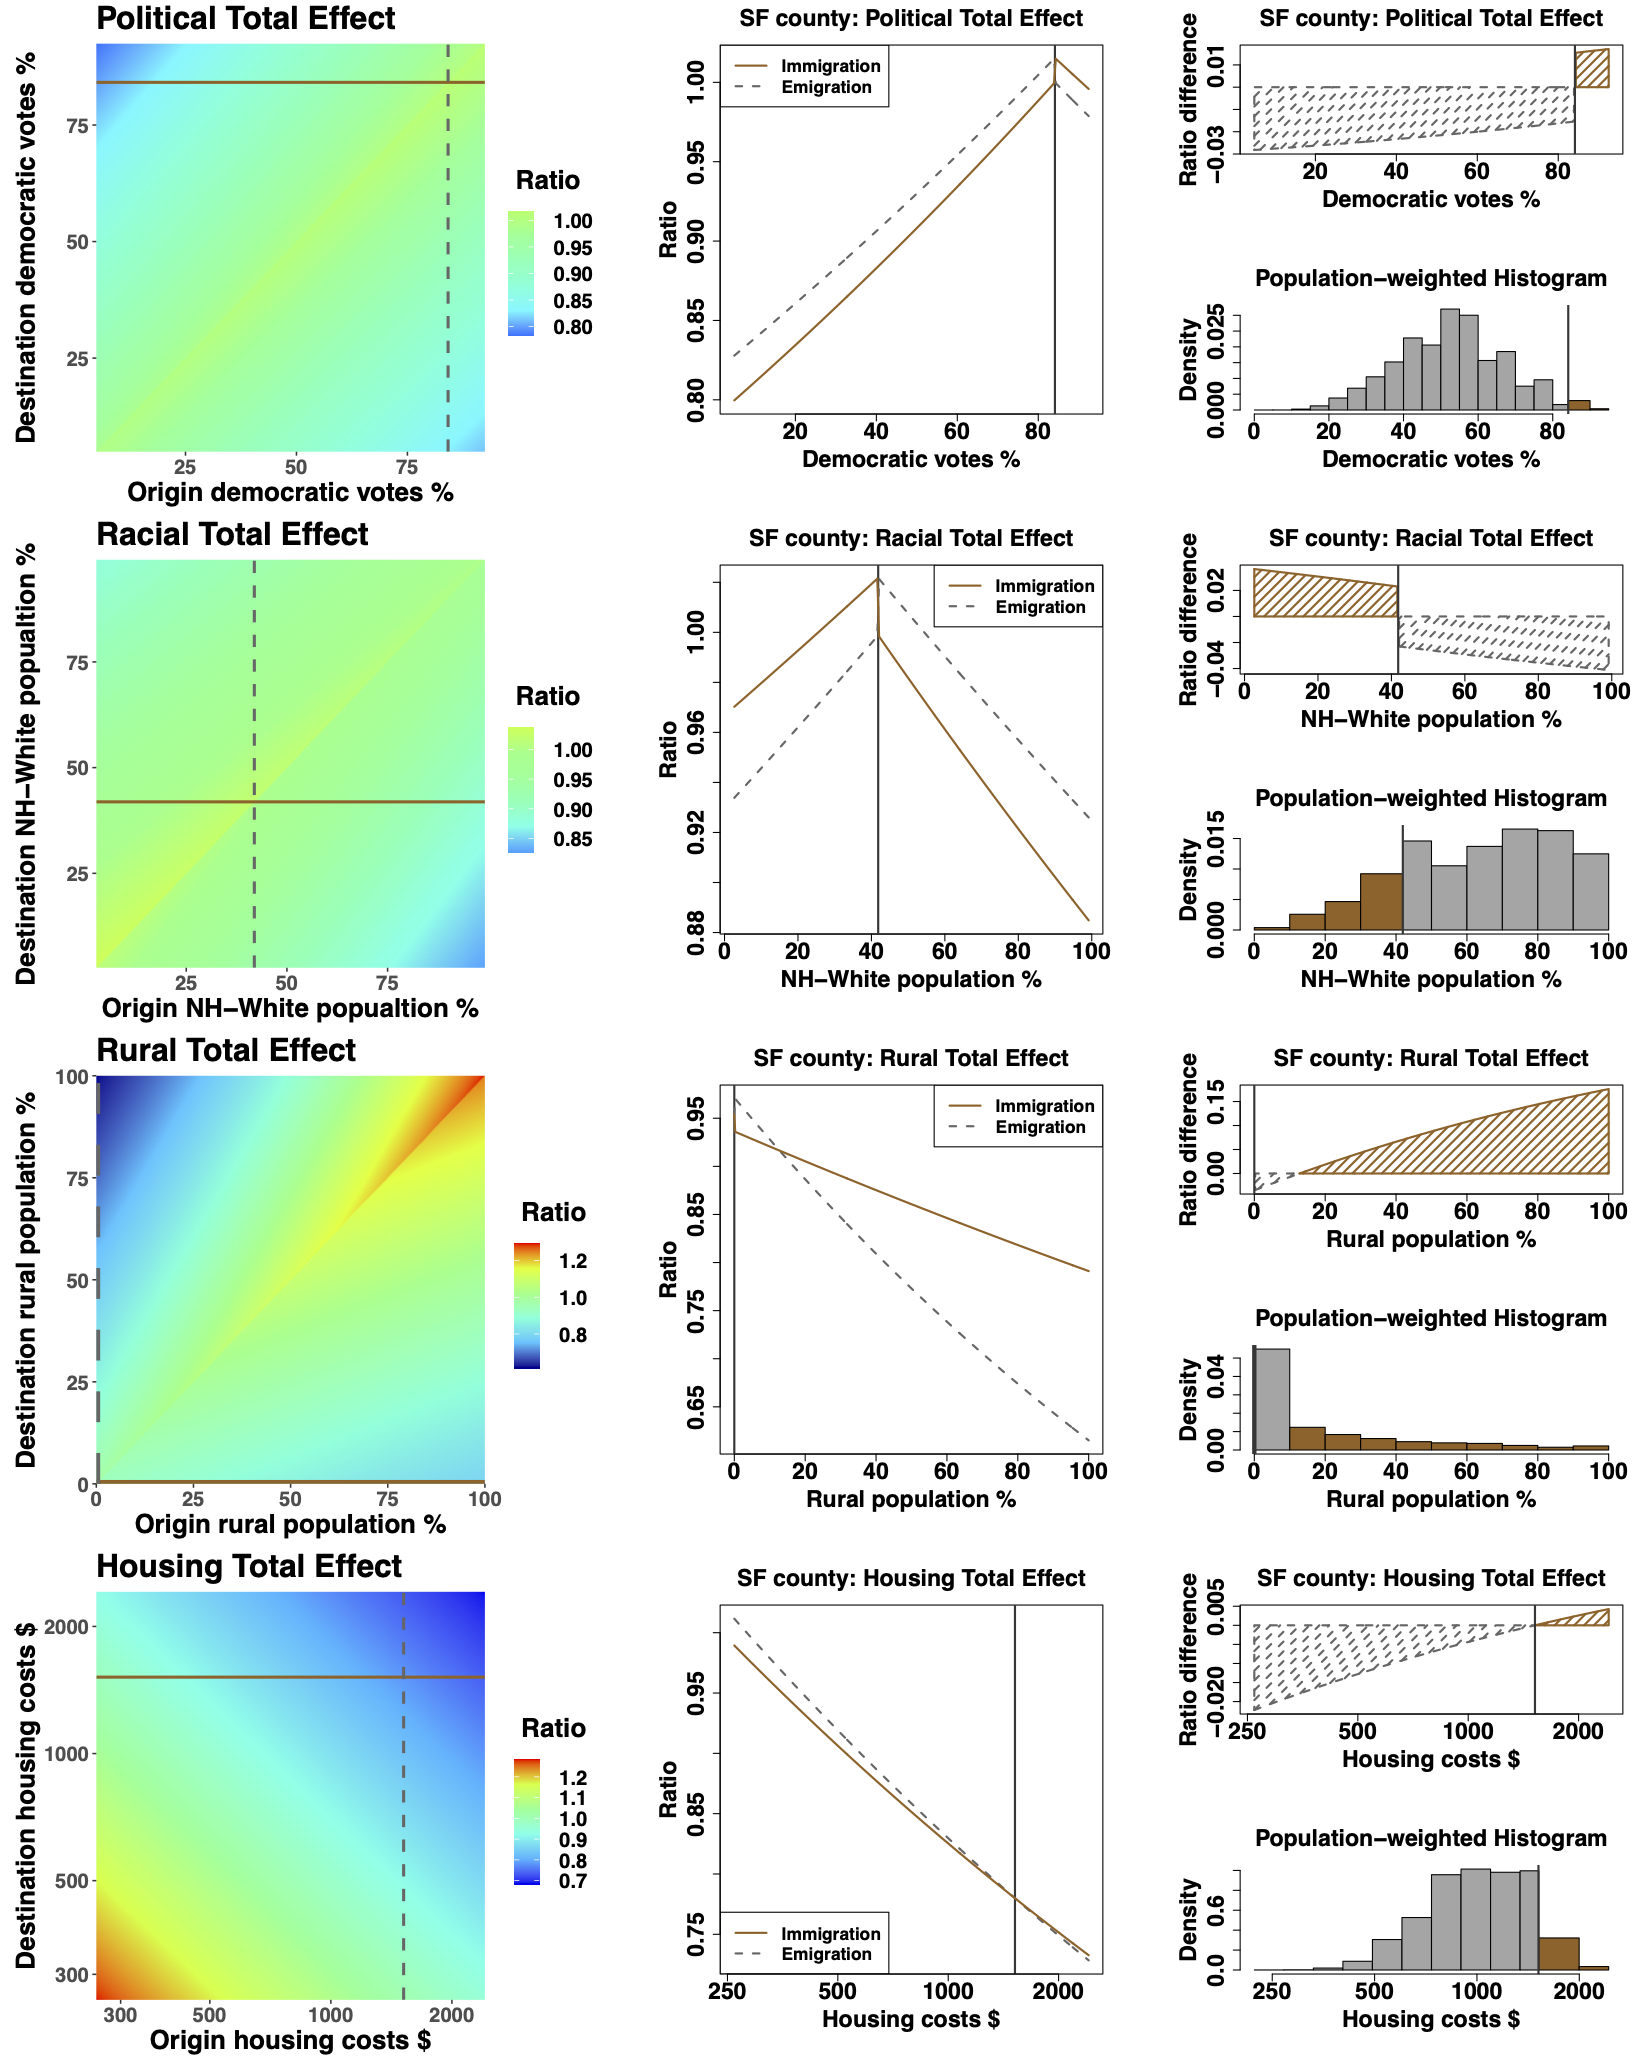 Political Total Effect
Destination democratic votes %
75
50
25
25 50 75
Origin democratic votes %
Ratio
1.00
0.95
0.90
0.85
0.80
SF county: Political Total Effect
Immigration
Emigration
Ratio
1.00
0.95
0.90
0.85
0.80
20 40 60 80
Democratic votes %
SF county: Political Total Effect
Ratio difference
0.01
−0.03
20 40 60 80
Democratic votes %
Population−weighted Histogram
Density
0.025
0.000
0 20 40 60 80
Democratic votes %
Racial Total Effect
Destination NH−White popualtion %
75
50
25
25 50 75
Origin NH−White popualtion %
Ratio
1.00
0.95
0.90
0.85
SF county: Racial Total Effect
Immigration
Emigration
Ratio
1.00
0.96
0.92
0.88
0 20 40 60 80 100
NH−White population %
SF county: Racial Total Effect
Ratio difference
0.02
−0.04
0 20 40 60 80 100
NH−White population %
Population−weighted Histogram
Density
0.015
0.000
0 20 40 60 80 100
NH−White population %
Rural Total Effect
Destination rural population %
100
75
50
25
0
0 25 50 75 100
Origin rural population %
Ratio
1.2
1.0
0.8
SF county: Rural Total Effect
Immigration
Emigration
Ratio
0.95
0.85
0.75
0.65
0 20 40 60 80 100
Rural population %
SF county: Rural Total Effect
Ratio difference
0.15
0.00
0 20 40 60 80 100
Rural population %
Population−weighted Histogram
Density
0.04
0.00
0 20 40 60 80 100
Rural population %
Housing Total Effect
Destination housing costs $
2000
1000
500
300
300 500 1000 2000
Origin housing costs $
Ratio
1.2
1.1
1.0
0.9
0.8
0.7
SF county: Housing Total Effect
Immigration
Emigration
Ratio
0.95
0.85
0.75
250 500 1000 2000
Housing costs $
SF county: Housing Total Effect
Ratio difference
0.005
−0.020
250 500 1000 2000
Housing costs $
Population−weighted Histogram
Density
0.6
0.0
250 500 1000 2000
Housing costs $